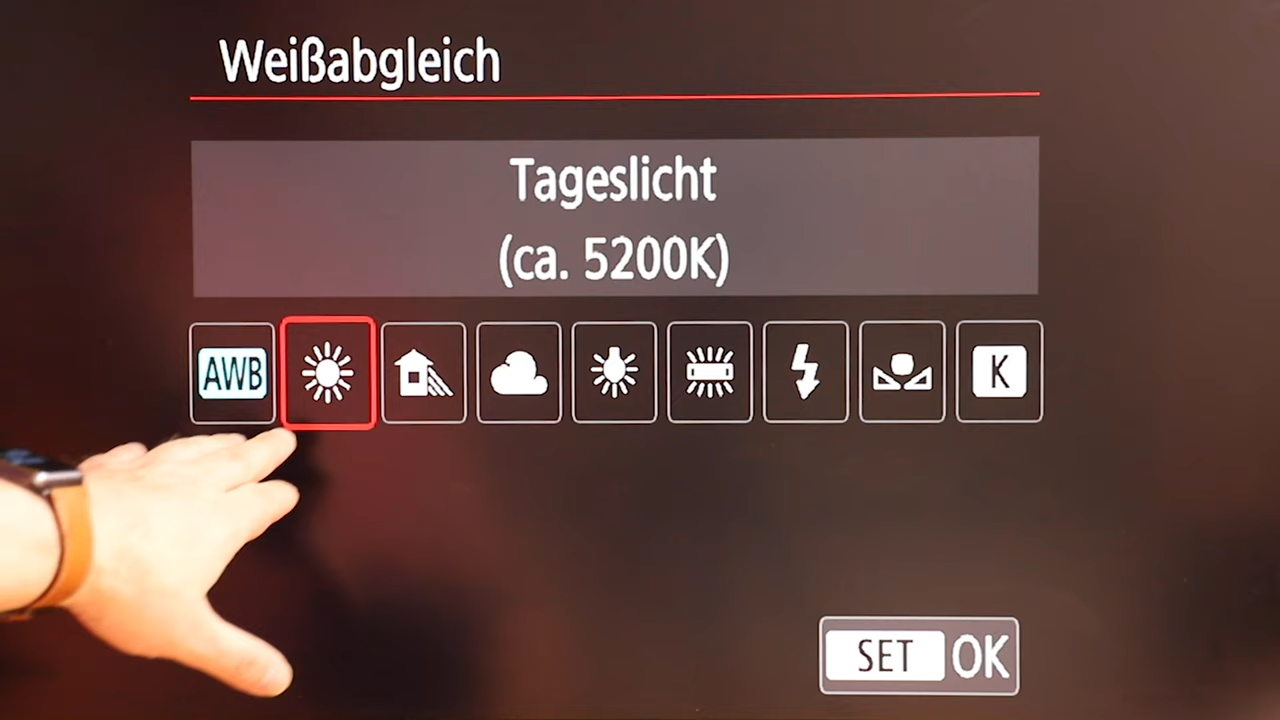 Weißabgleich
Tageslicht
(ca. 5200K)
AWB
K
SET OK